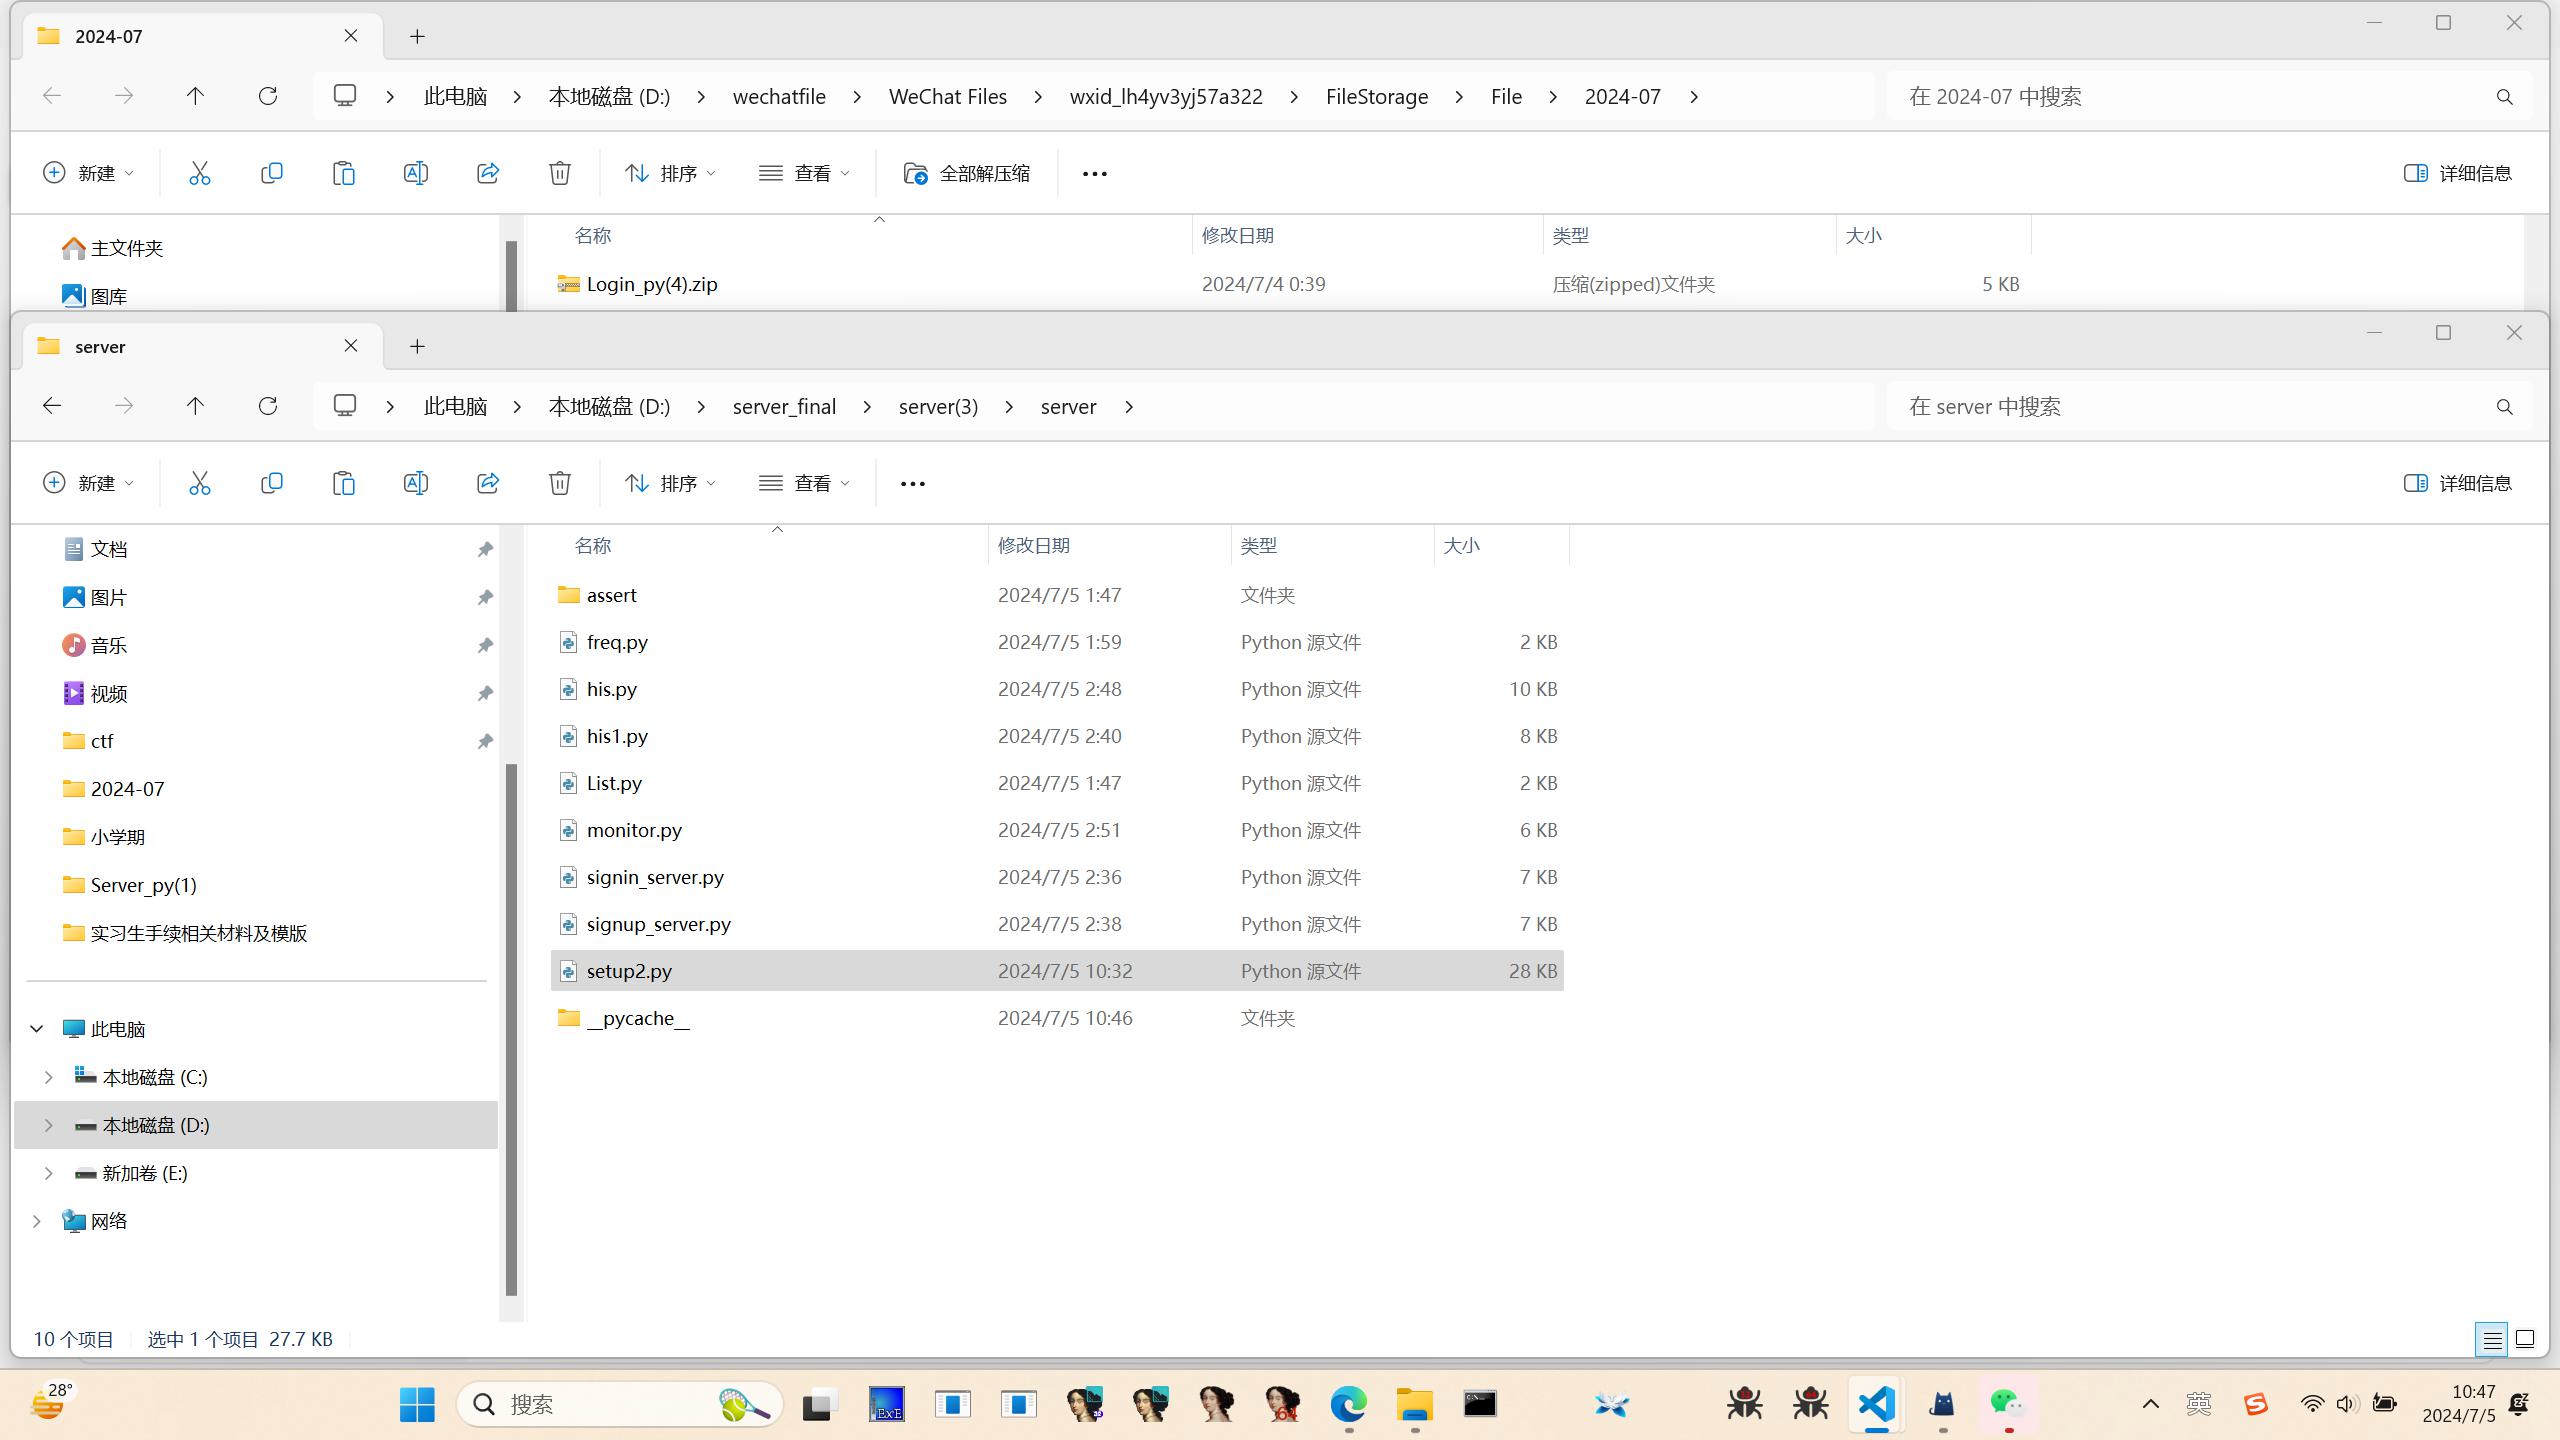 2024-07
此电脑 本地磁盘 (D:) wechatfile WeChat Files wxid_lh4yv3yj57a322 FileStorage File 2024-07
在 2024-07 中搜索
新建 排序 查看 全部解压缩 详细信息
主文件夹
图库
名称 修改日期 类型 大小
Login_py(4).zip 2024/7/4 0:39 压缩(zipped)文件夹 5 KB
server
此电脑 本地磁盘 (D:) server_final server(3) server
在 server 中搜索
新建 排序 查看 详细信息
文档
图片
音乐
视频
ctf
2024-07
小学期
Server_py(1)
实习生手续相关材料及模版
此电脑
本地磁盘 (C:)
本地磁盘 (D:)
新加卷 (E:)
网络
名称 修改日期 类型 大小
assert 2024/7/5 1:47 文件夹
freq.py 2024/7/5 1:59 Python 源文件 2 KB
his.py 2024/7/5 2:48 Python 源文件 10 KB
his1.py 2024/7/5 2:40 Python 源文件 8 KB
List.py 2024/7/5 1:47 Python 源文件 2 KB
monitor.py 2024/7/5 2:51 Python 源文件 6 KB
signin_server.py 2024/7/5 2:36 Python 源文件 7 KB
signup_server.py 2024/7/5 2:38 Python 源文件 7 KB
setup2.py 2024/7/5 10:32 Python 源文件 28 KB
__pycache__ 2024/7/5 10:46 文件夹
10 个项目 选中 1 个项目 27.7 KB
28°
搜索
ExE
64
英
10:47
2024/7/5